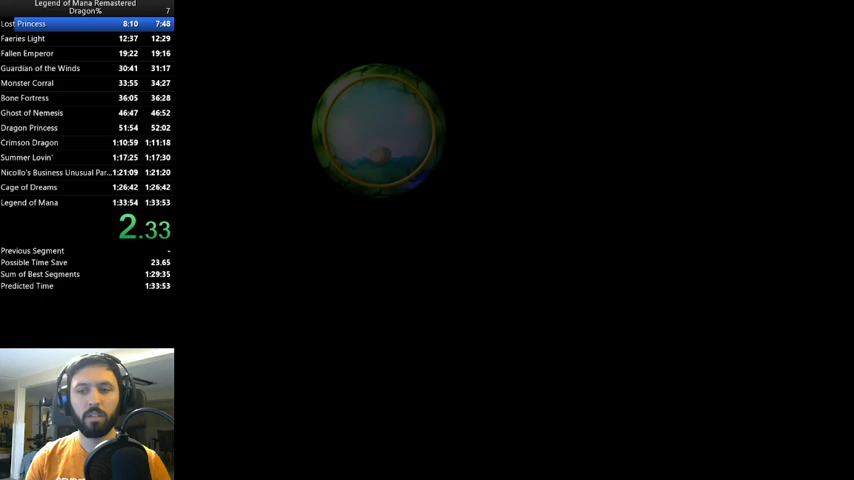 Legend of Mana Remastered
Dragon% 7
Lost Princess 8:10 7:48
Faeries Light 12:37 12:29
Fallen Emperor 19:22 19:16
Guardian of the Winds 30:41 31:17
Monster Corral 33:55 34:27
Bone Fortress 36:05 36:28
Ghost of Nemesis 46:47 46:52
Dragon Princess 51:54 52:02
Crimson Dragon 1:10:59 1:11:18
Summer Lovin' 1:17:25 1:17:30
Nicollo's Business Unusual Par... 1:21:09 1:21:20
Cage of Dreams 1:26:42 1:26:42
Legend of Mana 1:33:54 1:33:53
2.33
Previous Segment -
Possible Time Save 23.65
Sum of Best Segments 1:29:35
Predicted Time 1:33:53